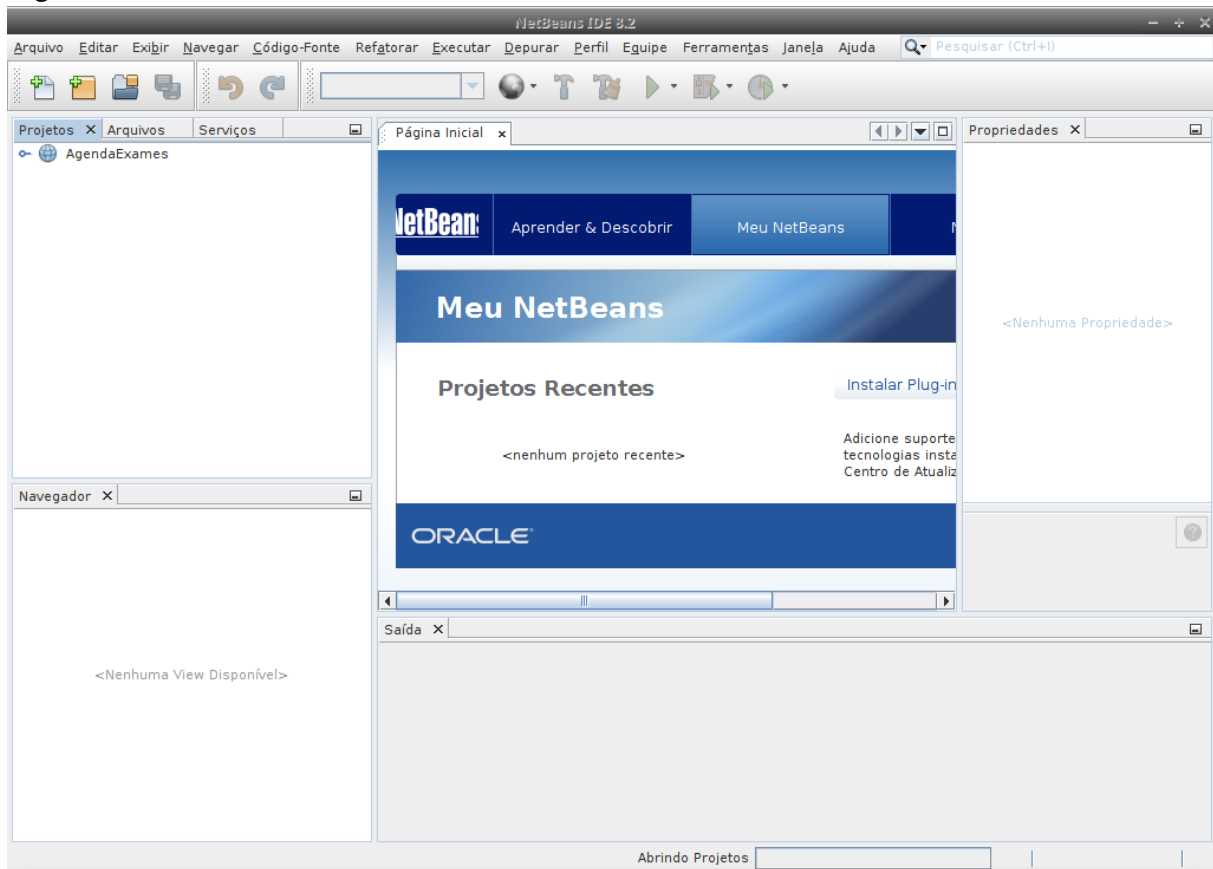 NetBeans IDE 8.2
Arquivo Editar Exibir Navegar Código-Fonte Refatorar Executar Depurar Perfil Equipe Ferramentas Janela Ajuda Pesquisar (Ctrl+I)
Projetos Arquivos Serviços
AgendaExames
Página Inicial
NetBeans Aprender & Descobrir Meu NetBeans
Meu NetBeans
Projetos Recentes
<nenhum projeto recente>
Instalar Plug-in
Adicione suporte
tecnologias insta
Centro de Atualiz
ORACLE
Propriedades
<Nenhuma Propriedade>
Navegador
<Nenhuma View Disponível>
Saída
Abrindo Projetos